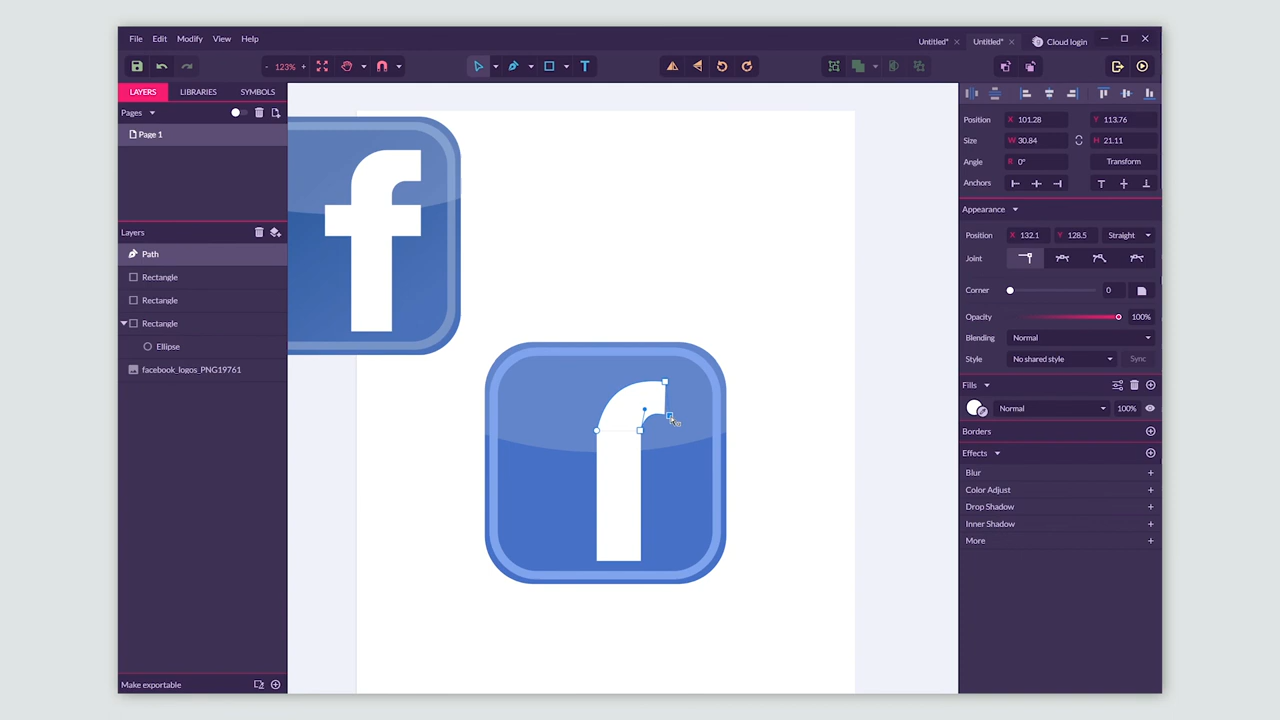 File Edit Modify View Help
Untitled* Untitled* Cloud login
- 123% + T
LAYERS LIBRARIES SYMBOLS
Pages
Page 1
Layers
Path
Rectangle
Rectangle
Rectangle
Ellipse
facebook_logos_PNG19761
Make exportable
f
f
Position X 101.28 Y 113.76
Size W 30.84 H 21.11
Angle R 0° Transform
Anchors
Appearance
Position X 132.1 Y 128.5 Straight
Joint
Corner 0
Opacity 100%
Blending Normal
Style No shared style Sync
Fills
Normal 100%
Borders
Effects
Blur +
Color Adjust +
Drop Shadow +
Inner Shadow +
More +